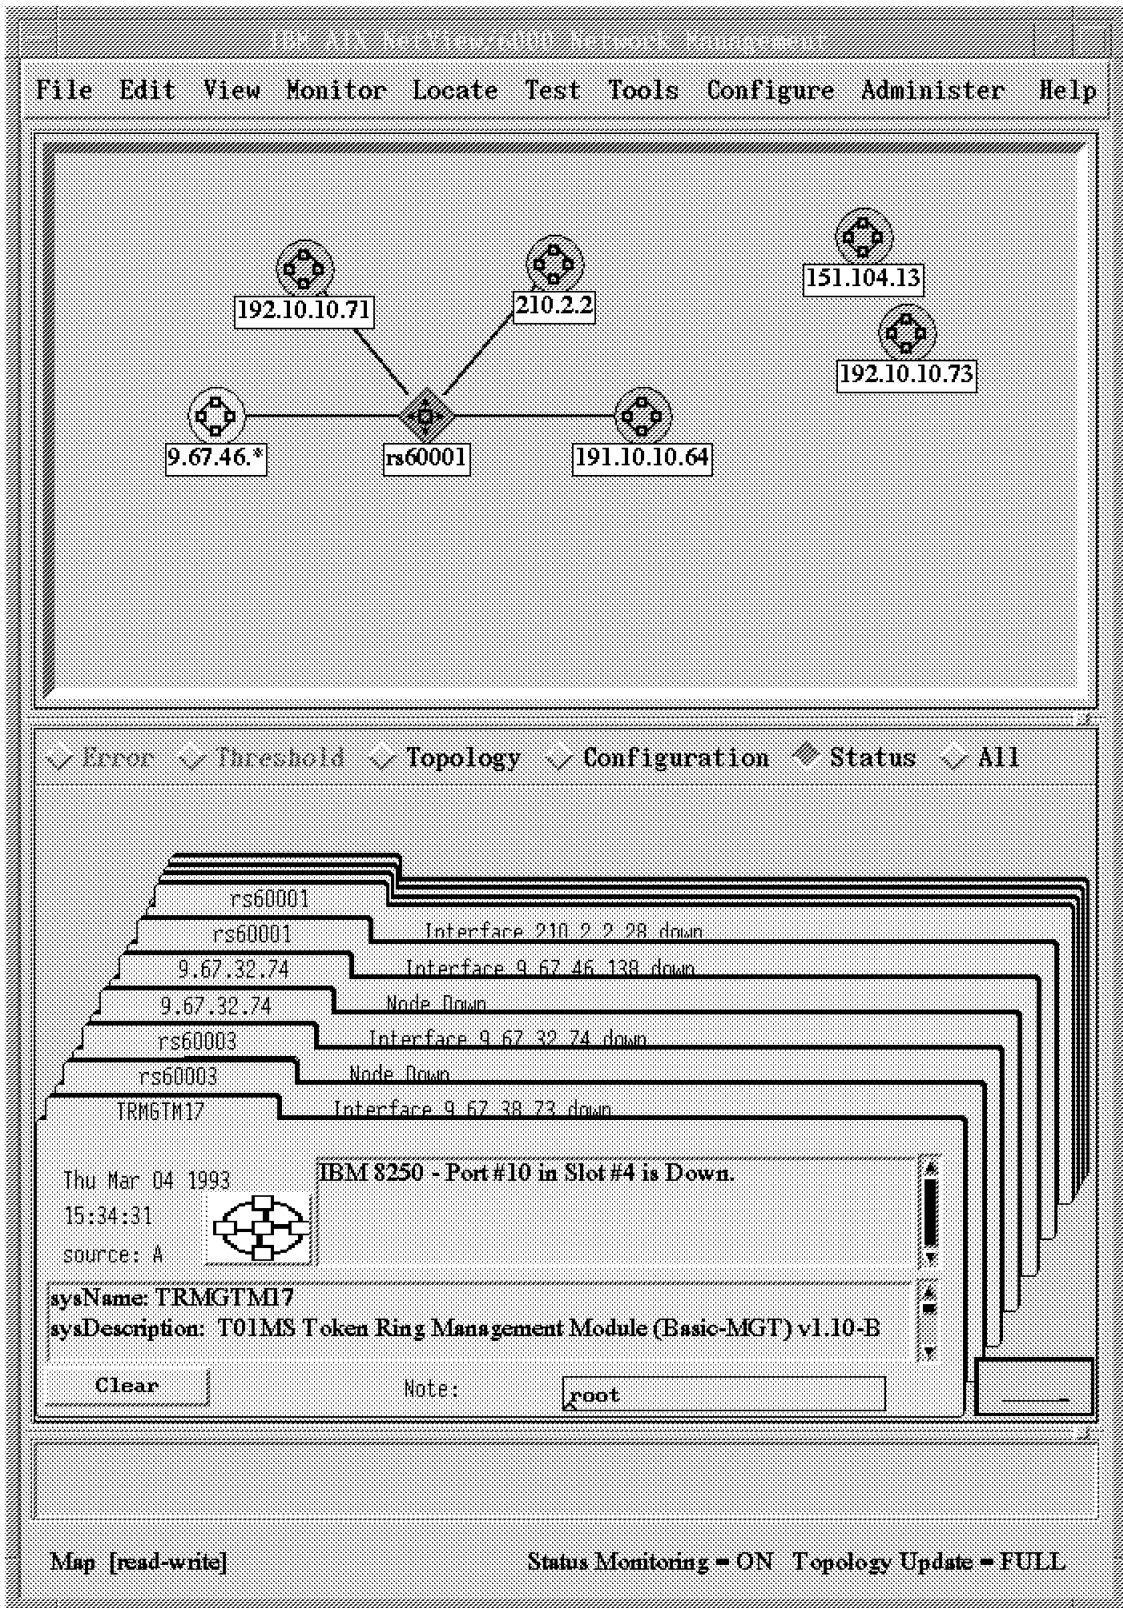 IBM AIX NetView/6000 Network Management
File Edit View Monitor Locate Test Tools Configure Administer Help
151.104.13
192.10.10.71
210.2.2
192.10.10.73
9.67.46.*
rs60001
191.10.10.64
Error Threshold Topology Configuration Status All
rs60001
Interface 210.2.2.28 down
rs60001
Interface 9.67.46.138 down
9.67.32.74
Node Down
9.67.32.74
Interface 9.67.32.74 down
rs60003
Node Down
rs60003
Interface 9.67.38.73 down
TRMGTM17
Thu Mar 04 1993
15:34:31
source: A
IBM 8250 - Port #10 in Slot #4 is Down.
sysName: TRMGTM17
sysDescription: T01MS Token Ring Management Module (Basic-MGT) v1.10-B
Clear
Note:
root
Map [read-write]
Status Monitoring = ON Topology Update = FULL